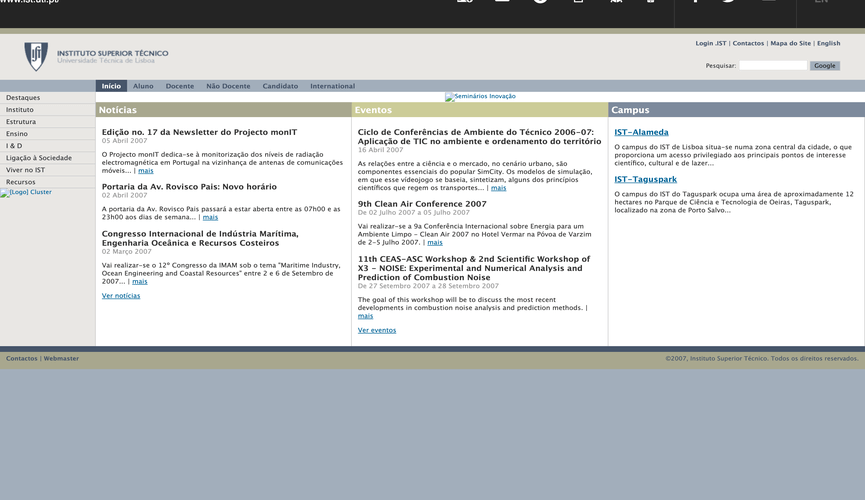 www.ist.utl.pt
EN
INSTITUTO SUPERIOR TÉCNICO
Universidade Técnica de Lisboa
Login .IST | Contactos | Mapa do Site | English
Pesquisar: Google
Início Aluno Docente Não Docente Candidato International
Destaques
Instituto
Estrutura
Ensino
I & D
Ligação à Sociedade
Viver no IST
Recursos
[Logo] Cluster
Seminários Inovação
Notícias
Edição no. 17 da Newsletter do Projecto monIT
05 Abril 2007
O Projecto monIT dedica-se à monitorização dos níveis de radiação
electromagnética em Portugal na vizinhança de antenas de comunicações
móveis... | mais
Portaria da Av. Rovisco Pais: Novo horário
02 Abril 2007
A portaria da Av. Rovisco Pais passará a estar aberta entre as 07h00 e as
23h00 aos dias de semana... | mais
Congresso Internacional de Indústria Marítima,
Engenharia Oceânica e Recursos Costeiros
02 Março 2007
Vai realizar-se o 12º Congresso da IMAM sob o tema "Maritime Industry,
Ocean Engineering and Coastal Resources" entre 2 e 6 de Setembro de
2007... | mais
Ver notícias
Eventos
Ciclo de Conferências de Ambiente do Técnico 2006-07:
Aplicação de TIC no ambiente e ordenamento do território
16 Abril 2007
As relações entre a ciência e o mercado, no cenário urbano, são
componentes essenciais do popular SimCity. Os modelos de simulação,
em que esse vídeojogo se baseia, sintetizam, alguns dos princípios
científicos que regem os transportes... | mais
9th Clean Air Conference 2007
De 02 Julho 2007 a 05 Julho 2007
Vai realizar-se a 9a Conferência Internacional sobre Energia para um
Ambiente Limpo - Clean Air 2007 no Hotel Vermar na Póvoa de Varzim
de 2-5 Julho 2007. | mais
11th CEAS-ASC Workshop & 2nd Scientific Workshop of
X3 - NOISE: Experimental and Numerical Analysis and
Prediction of Combustion Noise
De 27 Setembro 2007 a 28 Setembro 2007
The goal of this workshop will be to discuss the most recent
developments in combustion noise analysis and prediction methods. |
mais
Ver eventos
Campus
IST-Alameda
O campus do IST de Lisboa situa-se numa zona central da cidade, o que
proporciona um acesso privilegiado aos principais pontos de interesse
científico, cultural e de lazer...
IST-Taguspark
O campus do IST do Taguspark ocupa uma área de aproximadamente 12
hectares no Parque de Ciência e Tecnologia de Oeiras, Taguspark,
localizado na zona de Porto Salvo...
Contactos | Webmaster
©2007, Instituto Superior Técnico. Todos os direitos reservados.